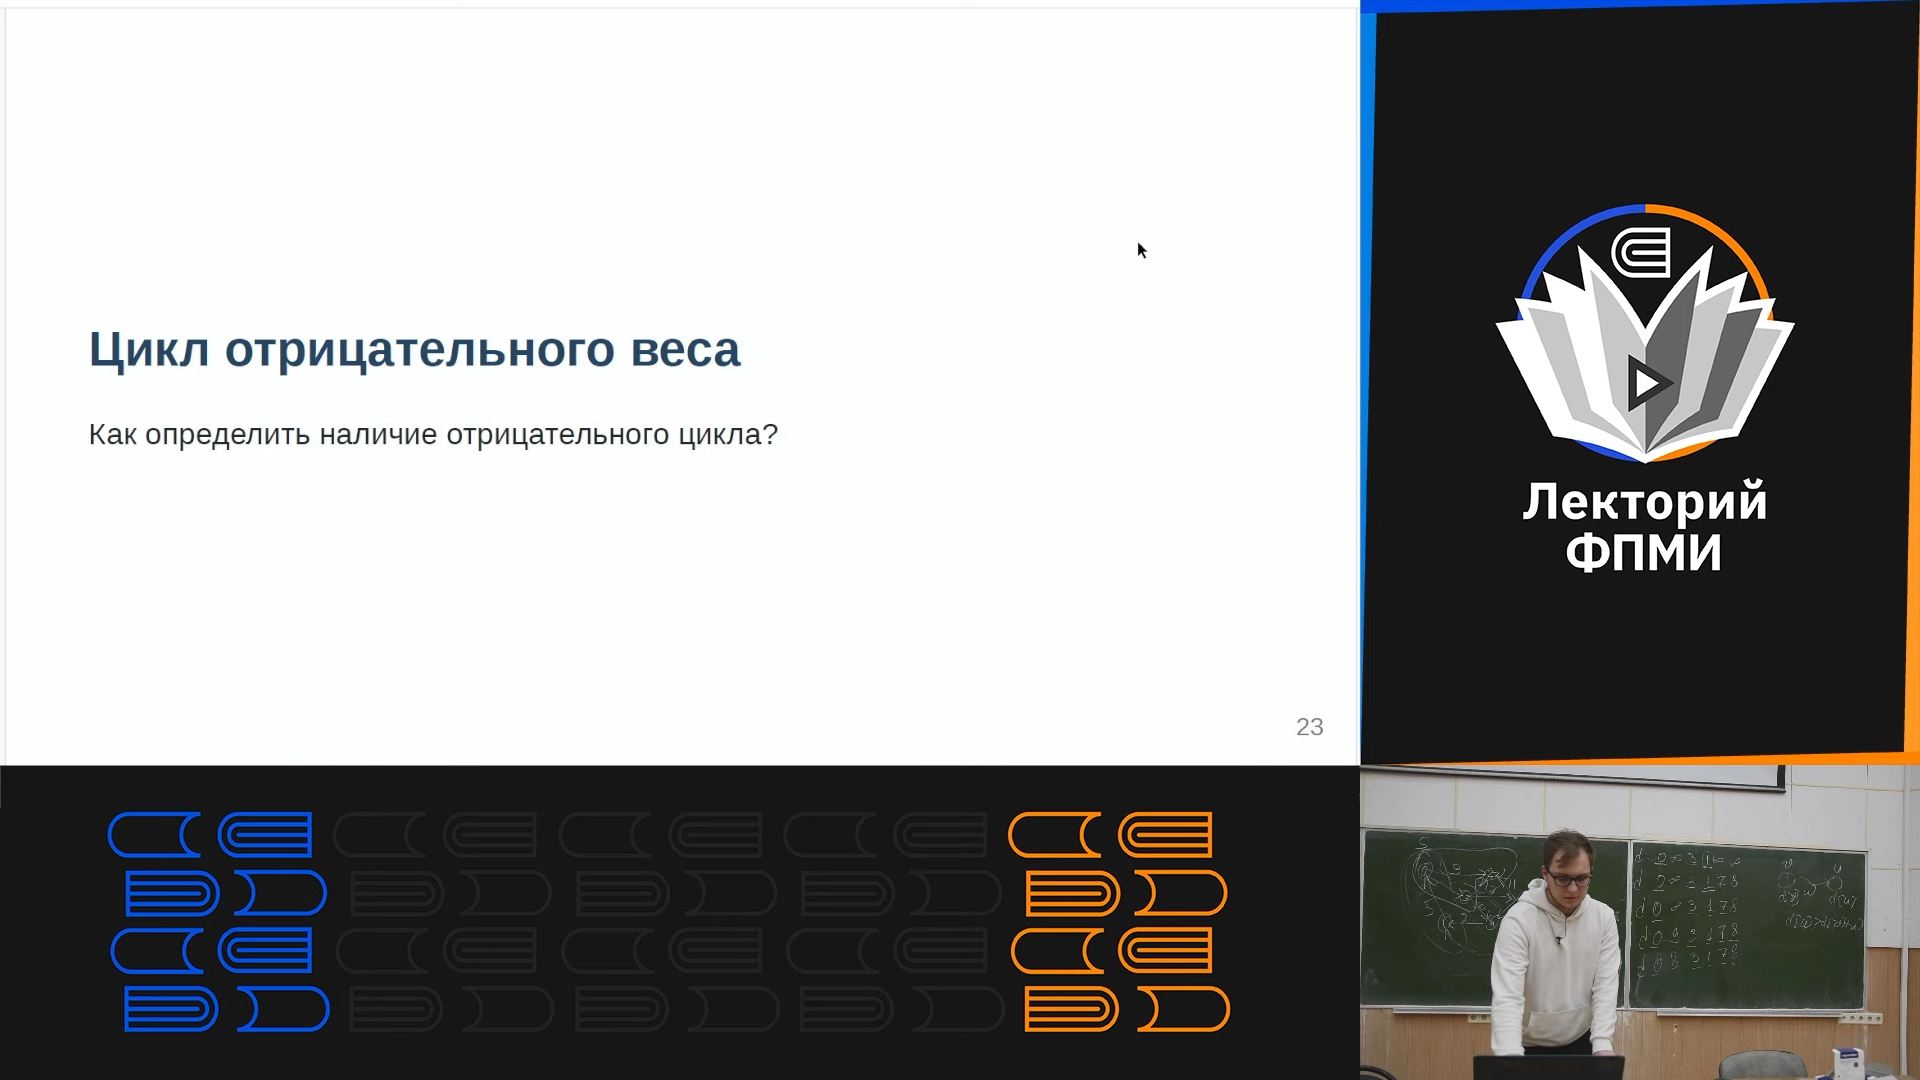 Цикл отрицательного веса
Как определить наличие отрицательного цикла?
23
Лекторий
ФПМИ